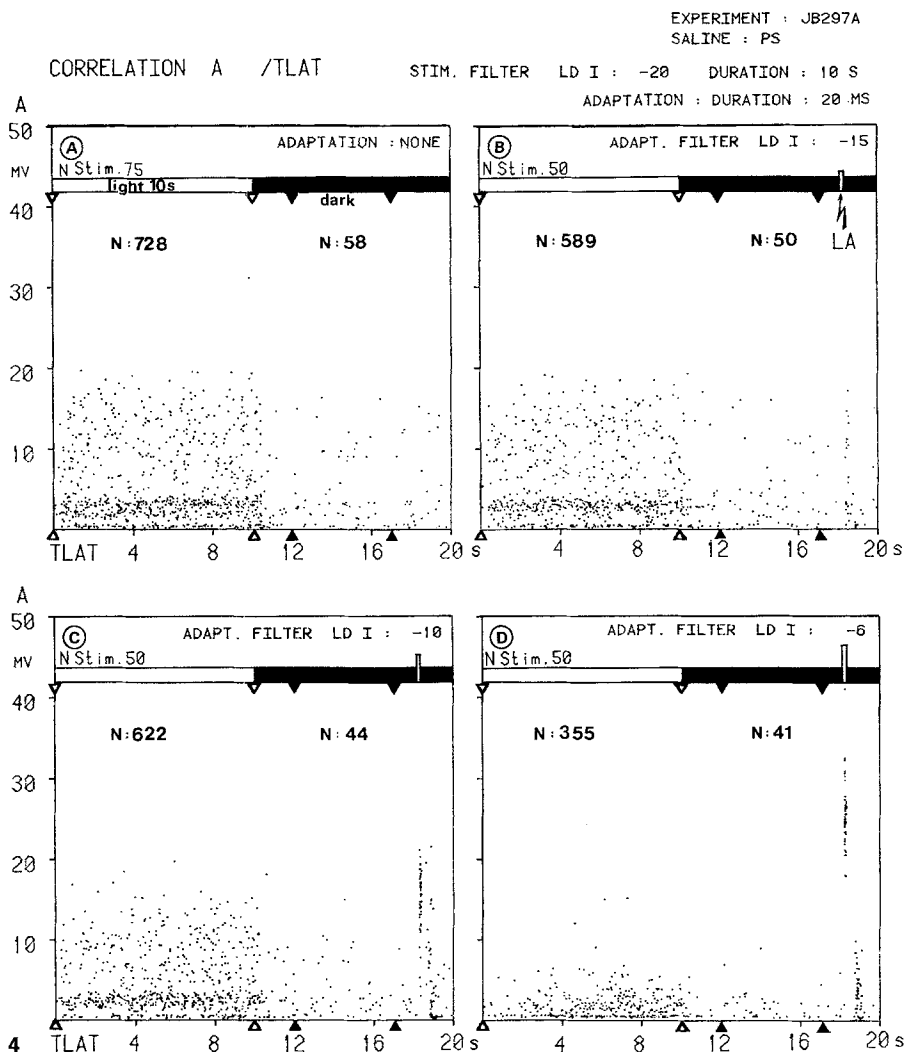 EXPERIMENT : JB297A
SALINE : PS
CORRELATION A /TLAT STIM. FILTER LD I : -20 DURATION : 10 S
ADAPTATION : DURATION : 20 MS
A
50
MV
40
30
20
10
A ADAPTATION : NONE
N Stim.75
light 10s
dark
N:728 N:58
TLAT 4 8 12 16 20 s
B ADAPT. FILTER LD I : -15
N Stim.50
LA
N:589 N:50
4 8 12 16 20 s
A
50
MV
40
30
20
10
C ADAPT. FILTER LD I : -10
N Stim.50
N:622 N:44
4 TLAT 4 8 12 16 20 s
D ADAPT. FILTER LD I : -6
N Stim.50
N:355 N:41
4 8 12 16 20 s